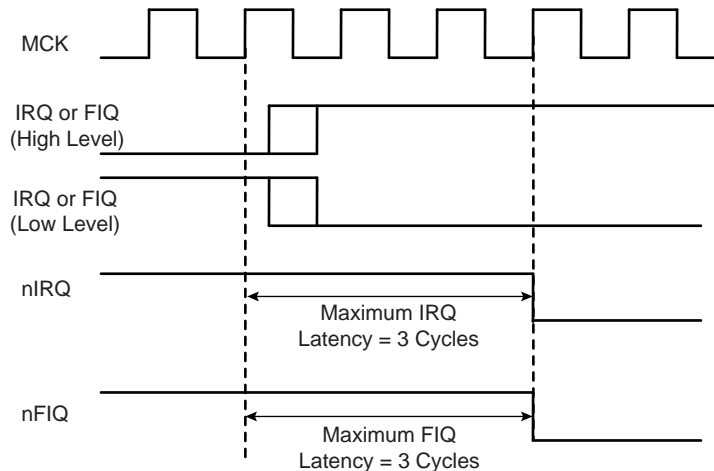 MCK
IRQ or FIQ
(High Level)
IRQ or FIQ
(Low Level)
nIRQ
Maximum IRQ
Latency = 3 Cycles
nFIQ
Maximum FIQ
Latency = 3 Cycles